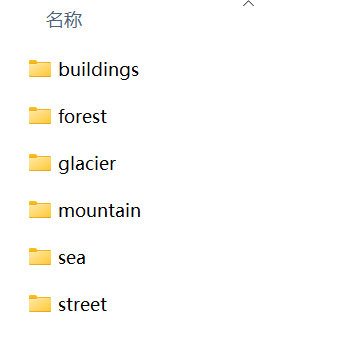 名称
buildings
forest
glacier
mountain
sea
street